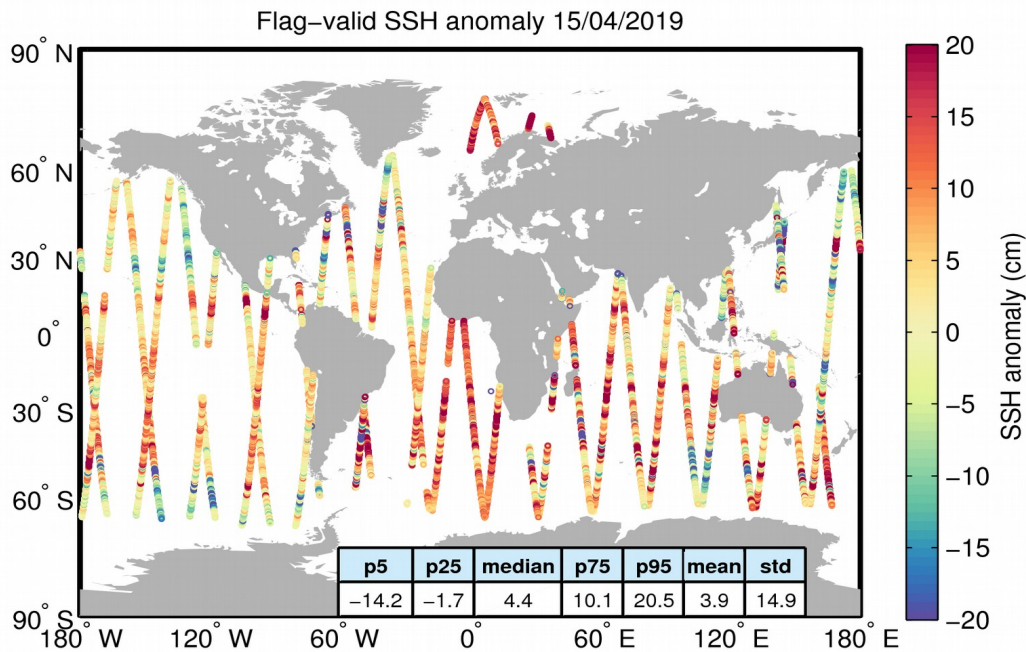 Flag−valid SSH anomaly 15/04/2019
90° N
60° N
30° N
0°
30° S
60° S
90° S
180° W
120° W
60° W
0°
60° E
120° E
180° E
p5 p25 median p75 p95 mean std
−14.2 −1.7 4.4 10.1 20.5 3.9 14.9
20
15
10
5
0
−5
−10
−15
−20
SSH anomaly (cm)